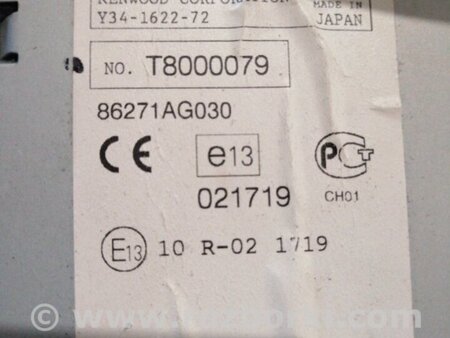 KENWOOD CORPORATION
MADE IN
Y34-1622-72
JAPAN
NO. T8000079
86271AG030
CE e13 PCT
021719
CH01
E13 10 R-02 1719